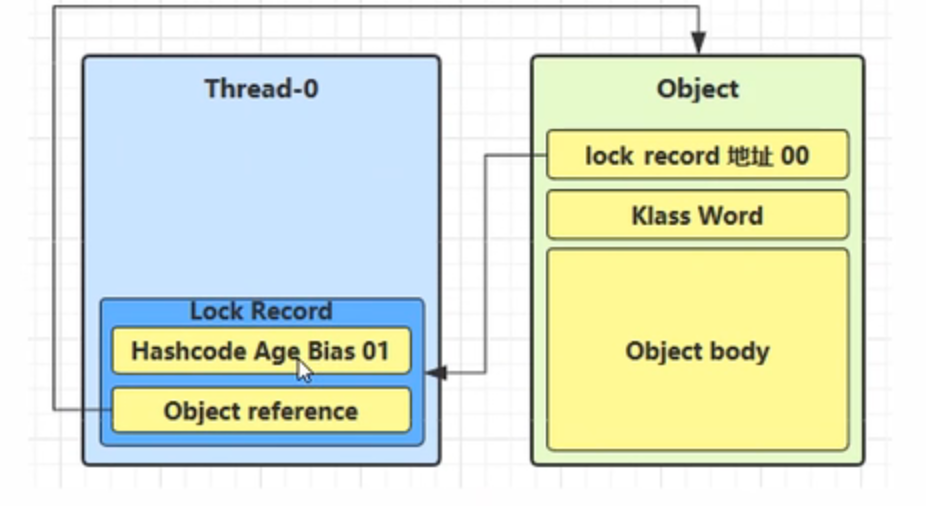 Thread-0
Lock Record
Hashcode Age Bias 01
Object reference
Object
lock record 地址 00
Klass Word
Object body